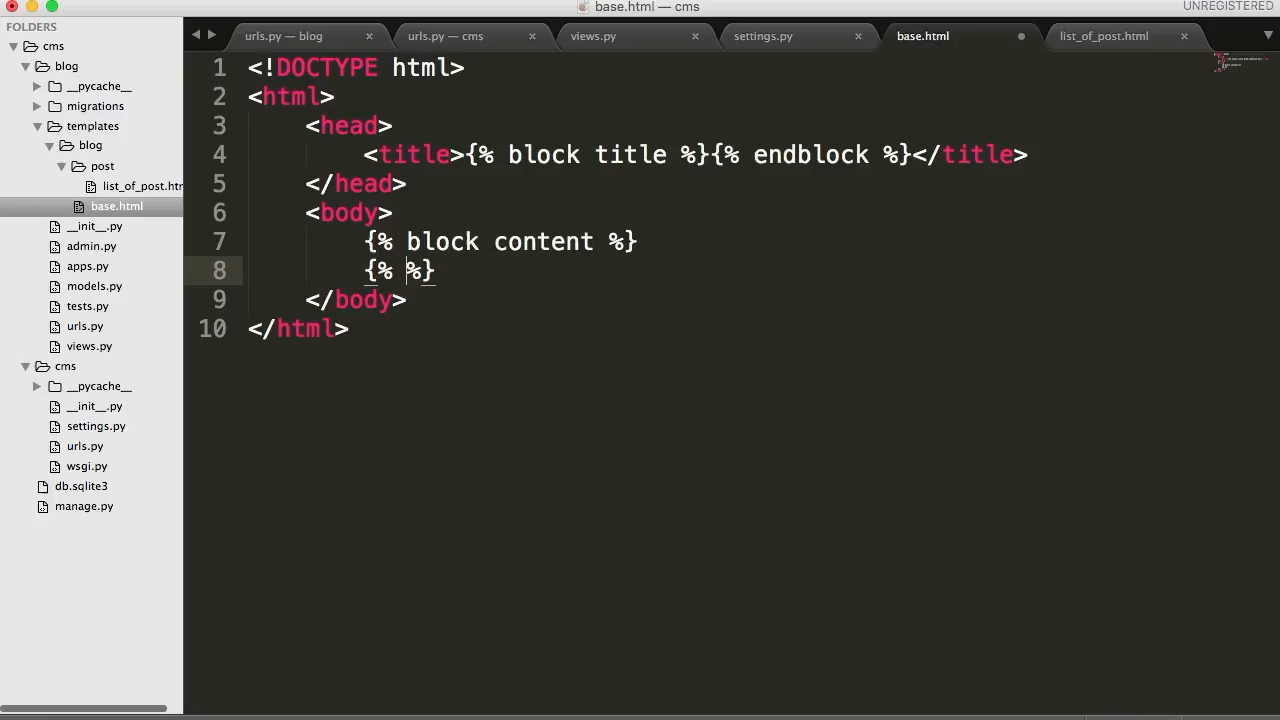 base.html — cms
UNREGISTERED
FOLDERS
cms
blog
__pycache__
migrations
templates
blog
post
list_of_post.htm
base.html
__init__.py
admin.py
apps.py
models.py
tests.py
urls.py
views.py
cms
__pycache__
__init__.py
settings.py
urls.py
wsgi.py
db.sqlite3
manage.py
urls.py — blog
urls.py — cms
views.py
settings.py
base.html
list_of_post.html
1 <!DOCTYPE html>
2 <html>
3 <head>
4 <title>{% block title %}{% endblock %}</title>
5 </head>
6 <body>
7 {% block content %}
8 {% %}
9 </body>
10 </html>